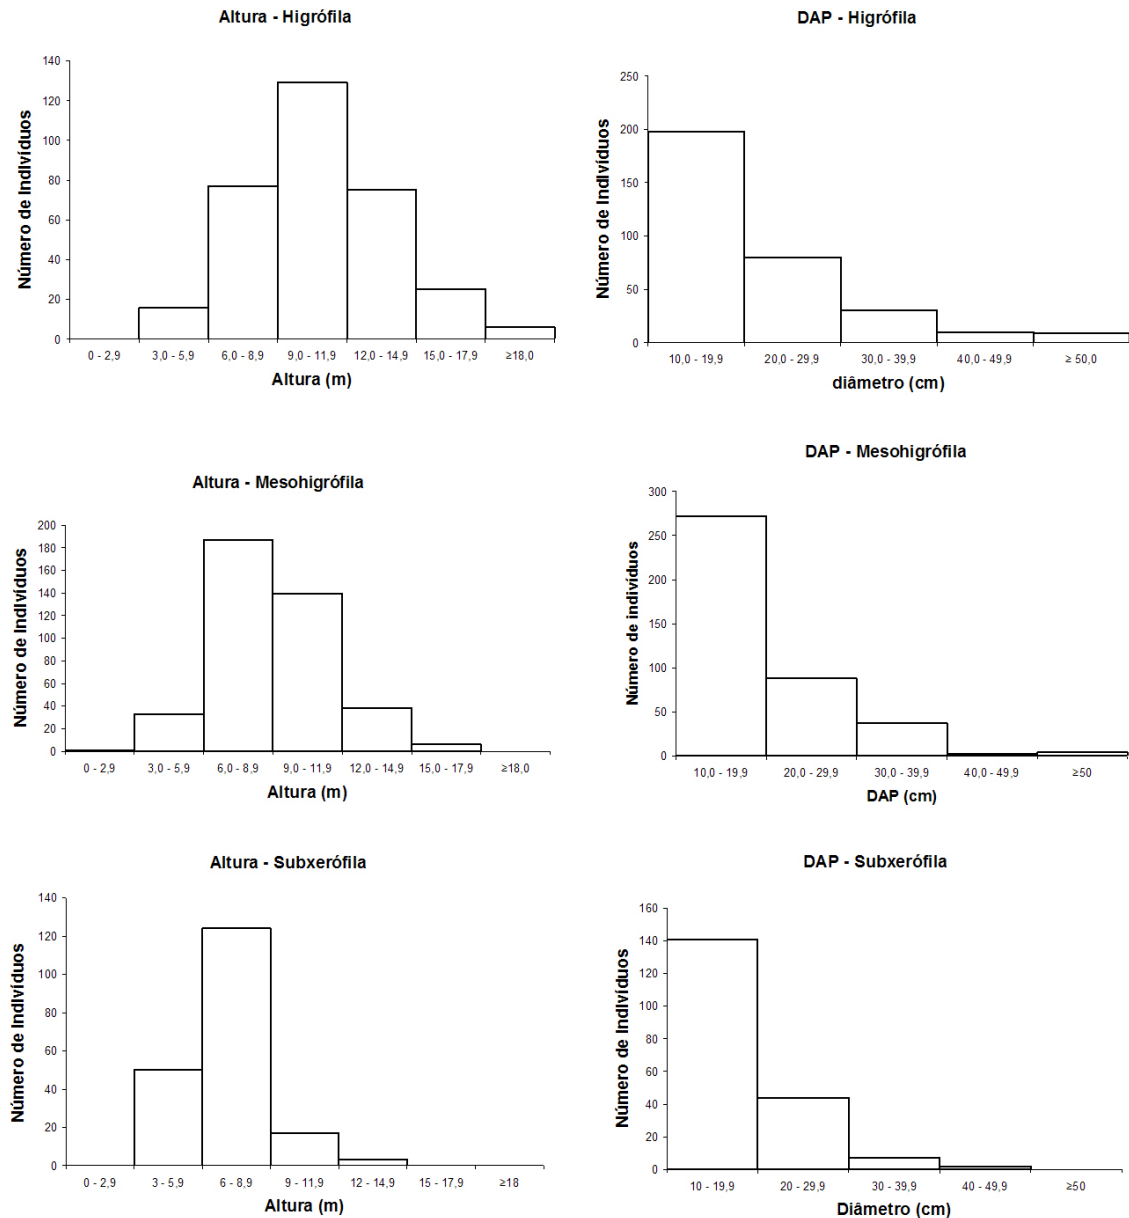 Altura - Higrófila
Número de Indivíduos
140
120
100
80
60
40
20
0
0 - 2,9 3,0 - 5,9 6,0 - 8,9 9,0 - 11,9 12,0 - 14,9 15,0 - 17,9 ≥18,0
Altura (m)
DAP - Higrófila
Número de Indivíduos
250
200
150
100
50
0
10,0 - 19,9 20,0 - 29,9 30,0 - 39,9 40,0 - 49,9 ≥ 50,0
diâmetro (cm)
Altura - Mesohigrófila
Número de Indivíduos
200
180
160
140
120
100
80
60
40
20
0
0 - 2,9 3,0 - 5,9 6,0 - 8,9 9,0 - 11,9 12,0 - 14,9 15,0 - 17,9 ≥18,0
Altura (m)
DAP - Mesohigrófila
Número de indivíduos
300
250
200
150
100
50
0
10,0 - 19,9 20,0 - 29,9 30,0 - 39,9 40,0 - 49,9 ≥50
DAP (cm)
Altura - Subxerófila
Número de Indivíduos
140
120
100
80
60
40
20
0
0 - 2,9 3 - 5,9 6 - 8,9 9 - 11,9 12 - 14,9 15 - 17,9 ≥18
Altura (m)
DAP - Subxerófila
Número de Indivíduos
160
140
120
100
80
60
40
20
0
10 - 19,9 20 - 29,9 30 - 39,9 40 - 49,9 ≥50
Diâmetro (cm)